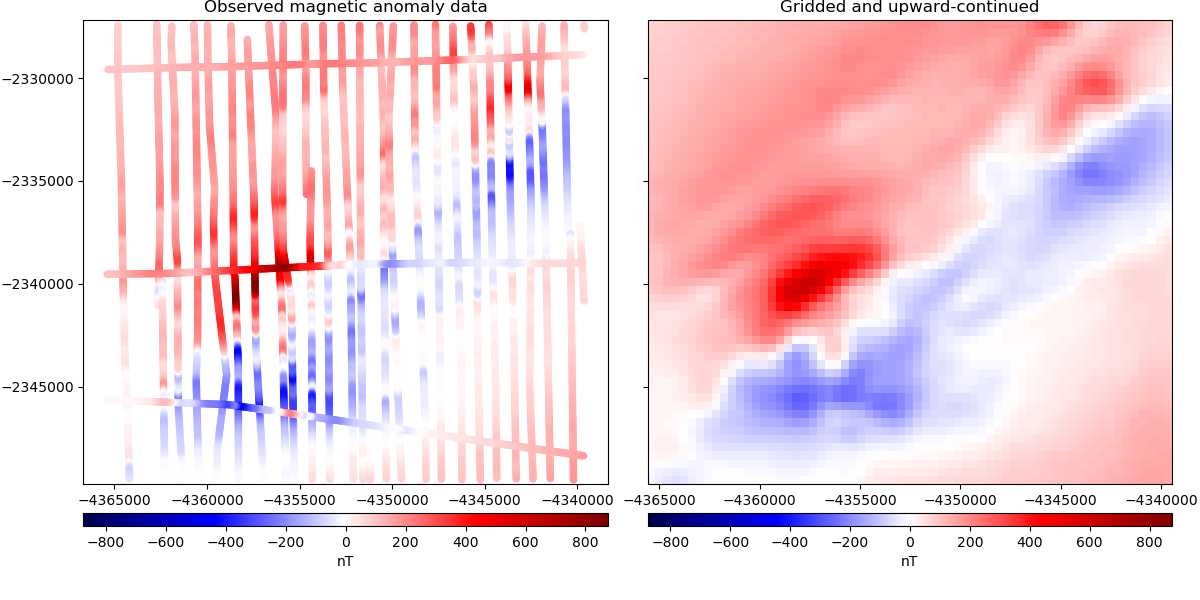 Observed magnetic anomaly data
Gridded and upward-continued
−2330000
−2335000
−2340000
−2345000
−4365000 −4360000 −4355000 −4350000 −4345000 −4340000
−4365000 −4360000 −4355000 −4350000 −4345000 −4340000
−800 −600 −400 −200 0 200 400 600 800
−800 −600 −400 −200 0 200 400 600 800
nT
nT